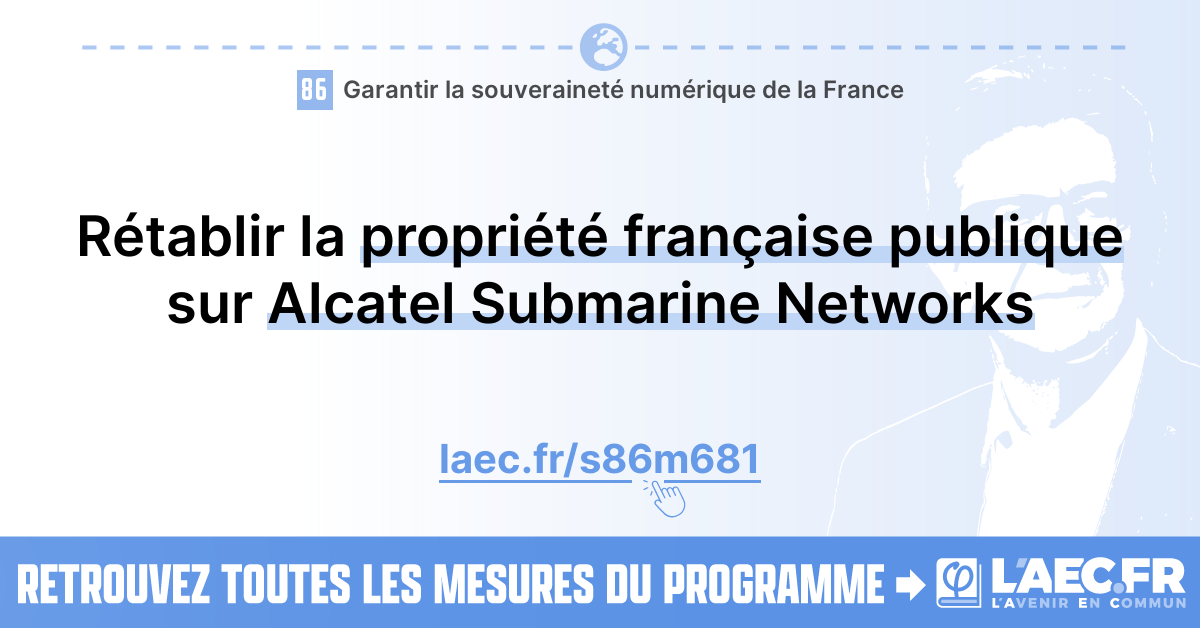 86 Garantir la souveraineté numérique de la France
Rétablir la propriété française publique
sur Alcatel Submarine Networks
laec.fr/s86m681
RETROUVEZ TOUTES LES MESURES DU PROGRAMME
φ L'AEC.FR
L'AVENIR EN COMMUN